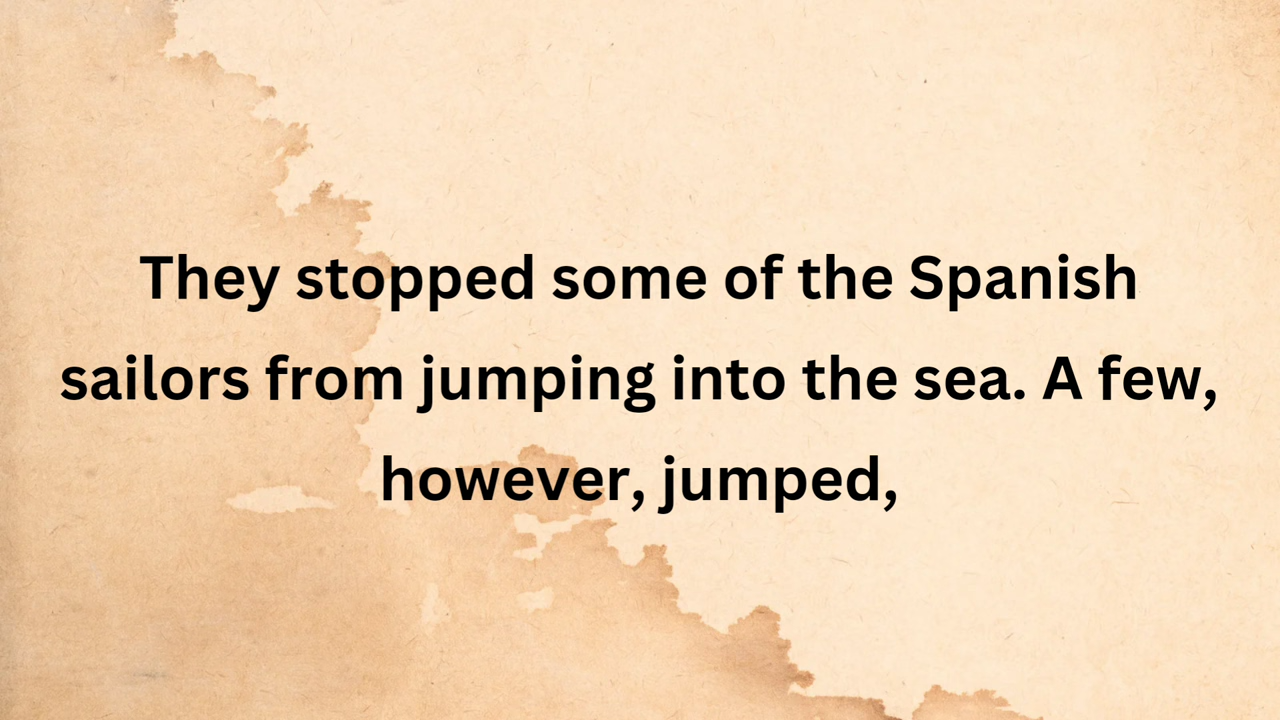 They stopped some of the Spanish
sailors from jumping into the sea. A few,
however, jumped,